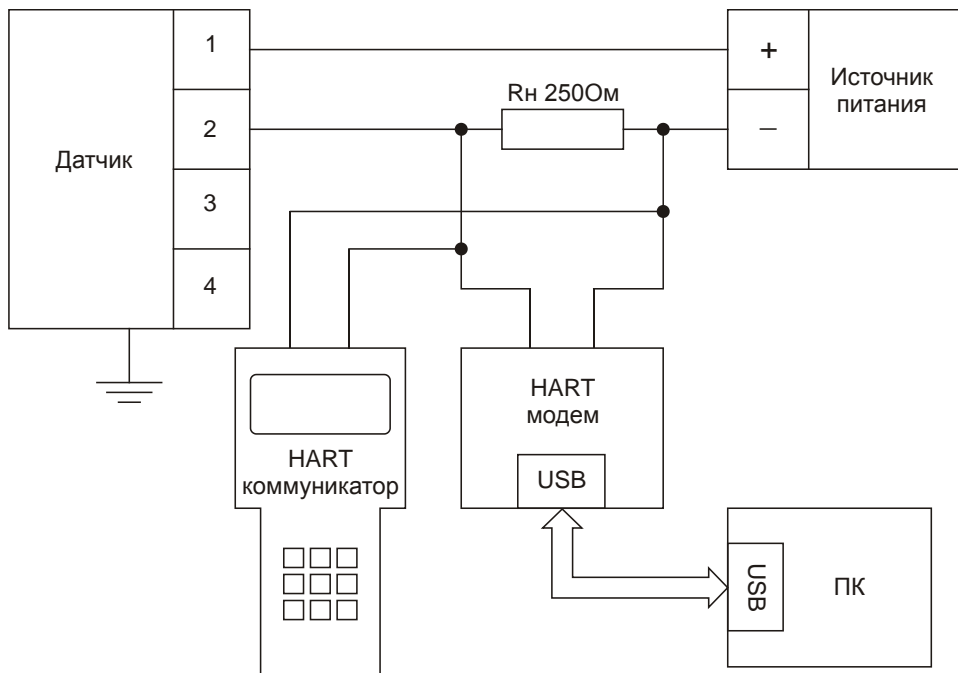 Датчик
1
2
3
4
Rн 250Ом
+
−
Источник
питания
HART
коммуникатор
HART
модем
USB
USB
ПК